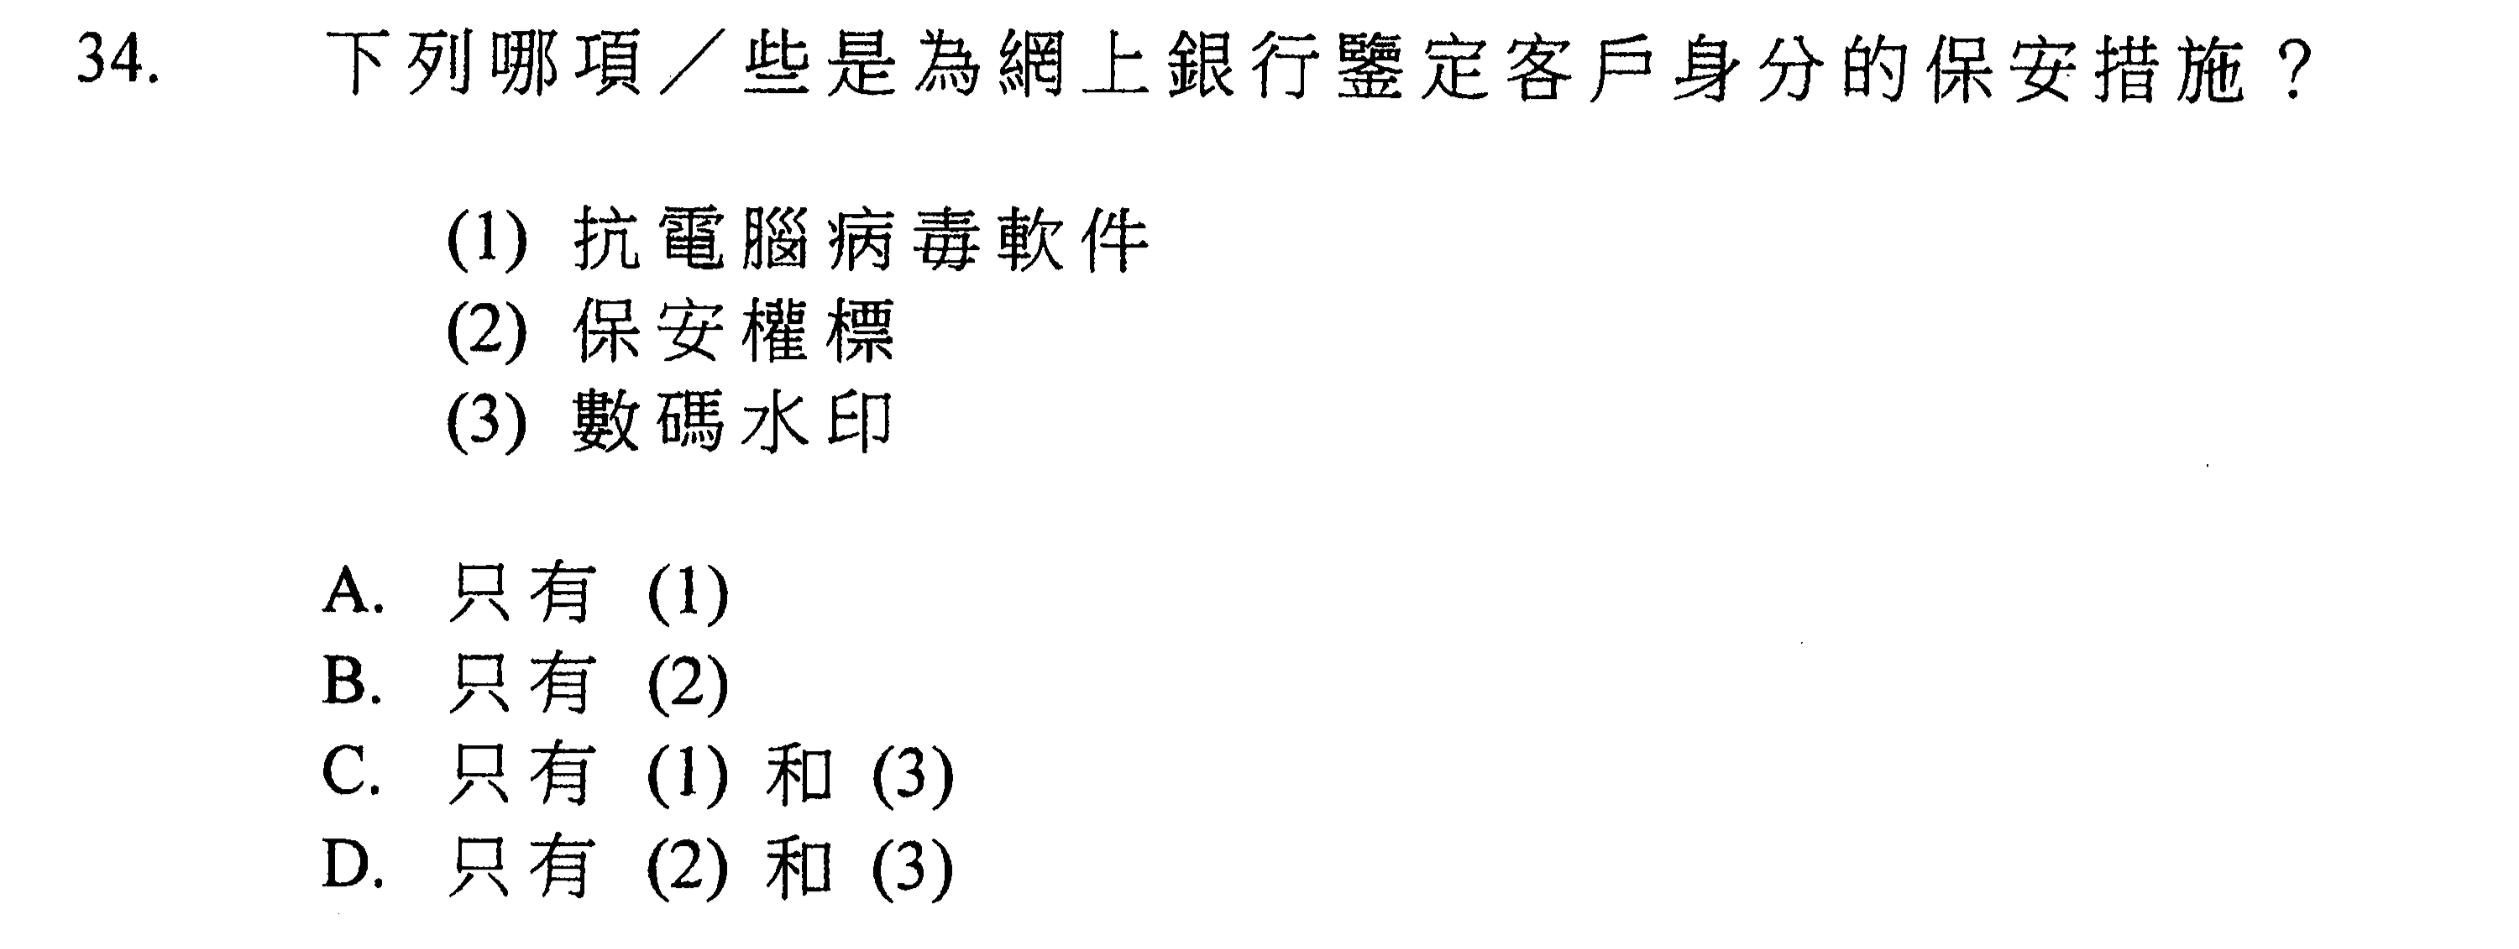 34. 下列哪項／些是為網上銀行鑒定客戶身分的保安措施？
(1) 抗電腦病毒軟件
(2) 保安權標
(3) 數碼水印
A. 只有 (1)
B. 只有 (2)
C. 只有 (1) 和 (3)
D. 只有 (2) 和 (3)